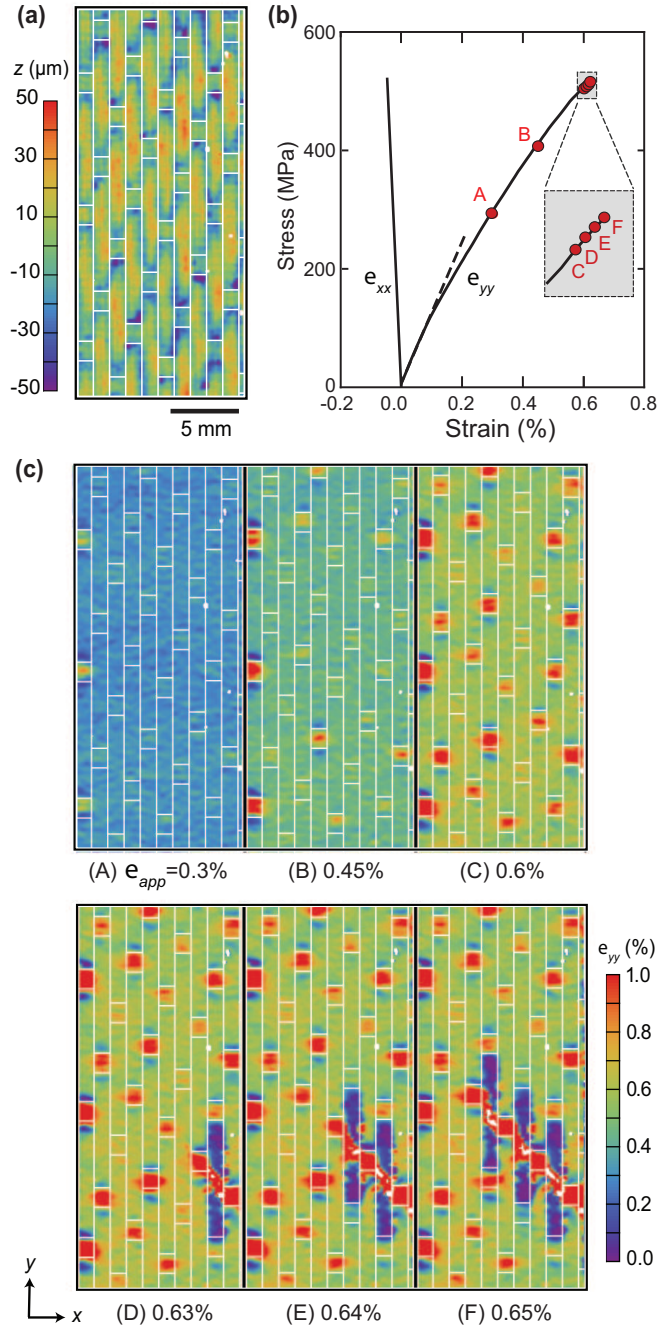 (a)
z (µm)
50
30
10
-10
-30
-50
5 mm
(b)
Stress (MPa)
600
400
200
0
-0.2
0.0
0.2
0.4
0.6
0.8
Strain (%)
e_xx
e_yy
A
B
C
D
E
F
(c)
(A) e_app=0.3%
(B) 0.45%
(C) 0.6%
e_yy (%)
1.0
0.8
0.6
0.4
0.2
0.0
y
x
(D) 0.63%
(E) 0.64%
(F) 0.65%